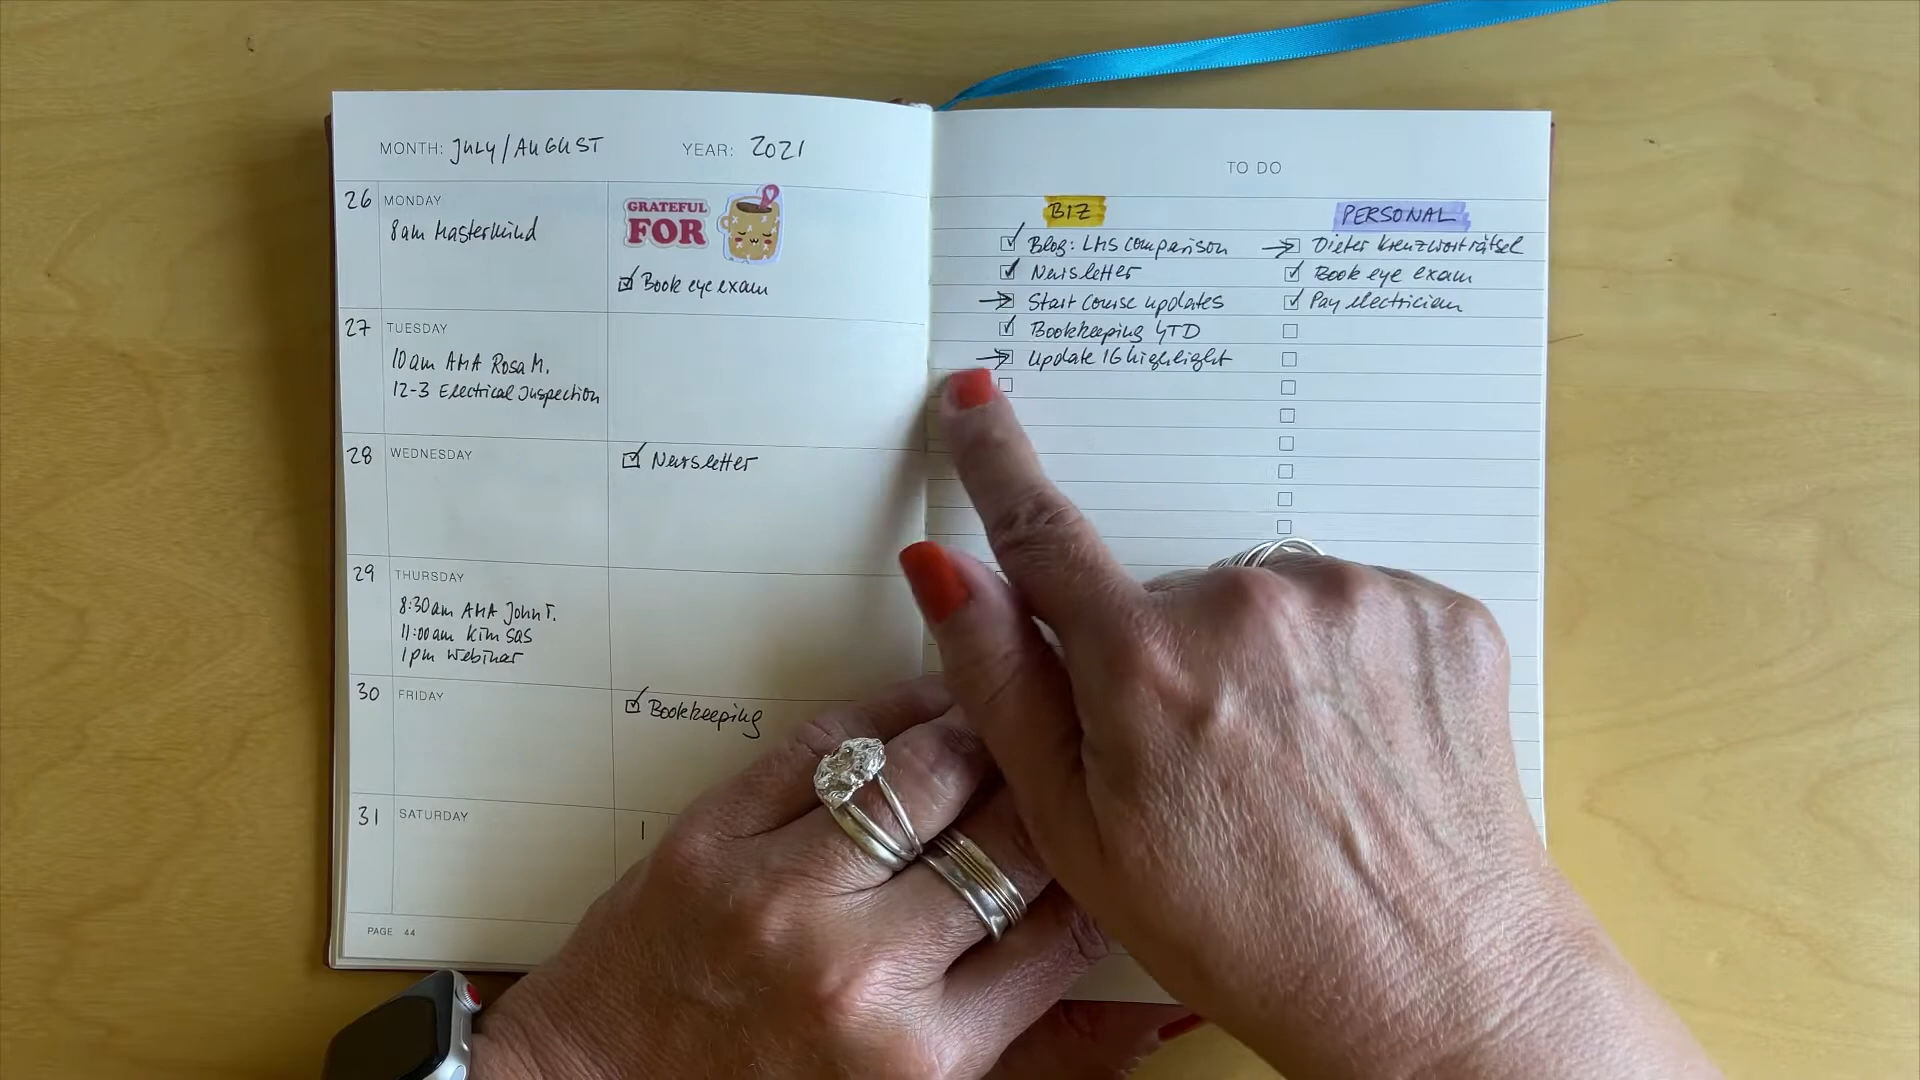 MONTH: JULY/AUGUST YEAR: 2021
26 MONDAY
8am Mastermind
GRATEFUL
FOR
Book eye exam
27 TUESDAY
10am AMA Rosa M.
12-3 Electrical Inspection
28 WEDNESDAY
Newsletter
29 THURSDAY
8:30am AMA John T.
11:00am Kim SaS
1pm Webinar
30 FRIDAY
Bookkeeping
31 SATURDAY
1
PAGE 44
TO DO
BIZ
Blog: LMS comparison
Newsletter
Start course updates
Bookkeeping YTD
Update IG highlight
PERSONAL
Dieter Kreuzworträtsel
Book eye exam
Pay electrician